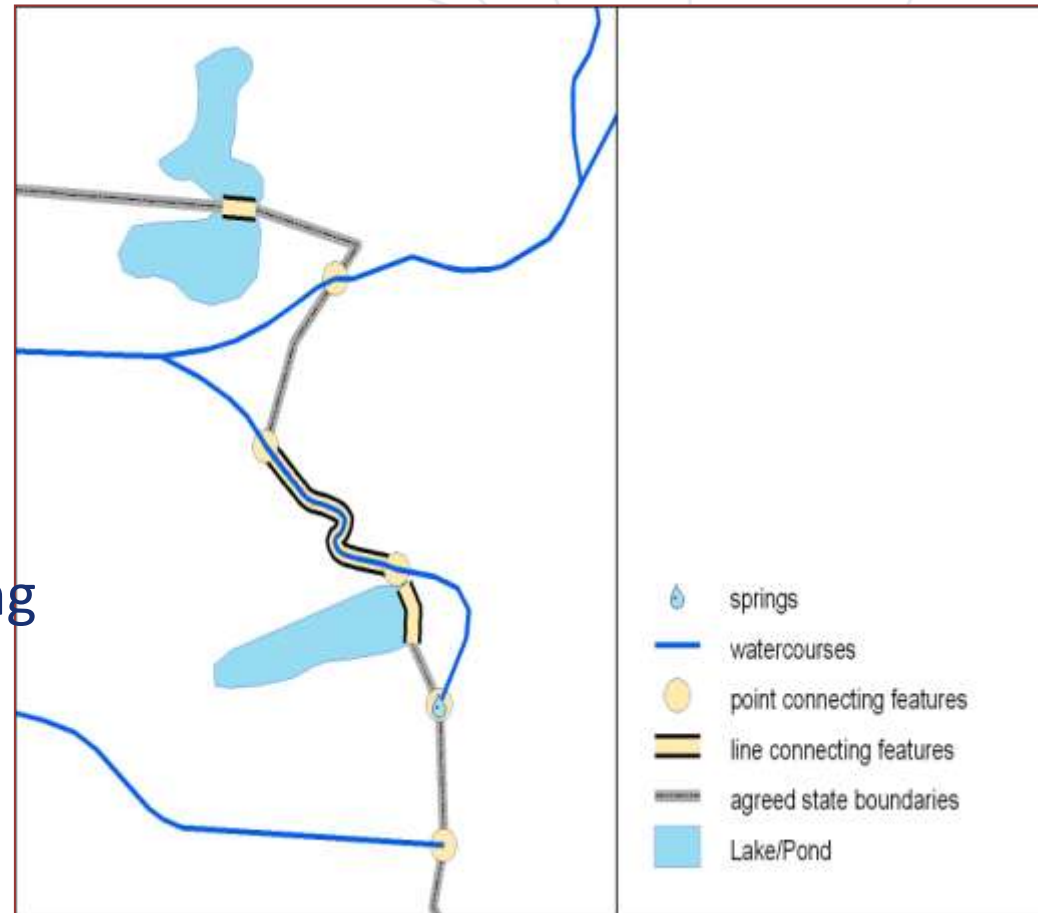 springs
watercourses
point connecting features
line connecting features
agreed state boundaries
Lake/Pond